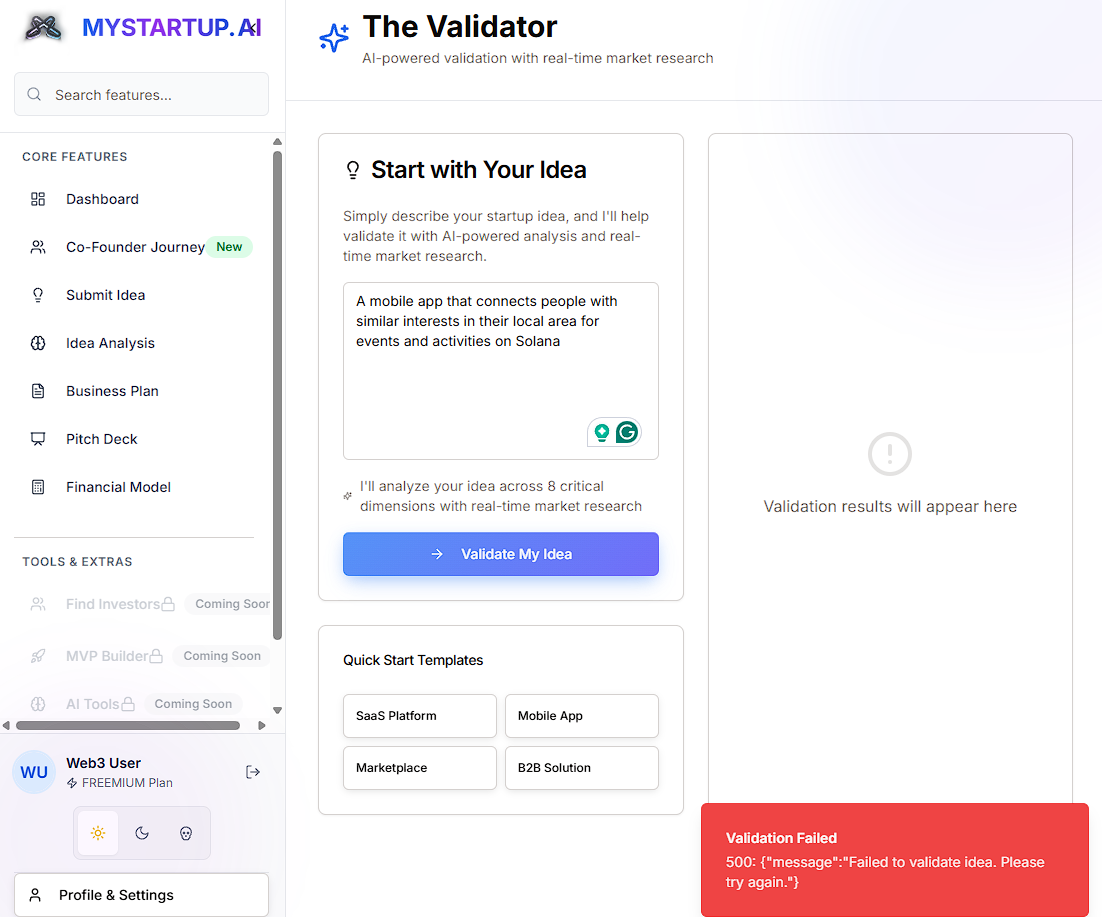 MYSTARTUP.AI
Search features...
CORE FEATURES
Dashboard
Co-Founder Journey New
Submit Idea
Idea Analysis
Business Plan
Pitch Deck
Financial Model
TOOLS & EXTRAS
Find Investors Coming Soon
MVP Builder Coming Soon
AI Tools Coming Soon
WU
Web3 User
FREEMIUM Plan
Profile & Settings
The Validator
AI-powered validation with real-time market research
Start with Your Idea
Simply describe your startup idea, and I'll help
validate it with AI-powered analysis and real-
time market research.
A mobile app that connects people with
similar interests in their local area for
events and activities on Solana
I'll analyze your idea across 8 critical
dimensions with real-time market research
Validate My Idea
Quick Start Templates
SaaS Platform
Mobile App
Marketplace
B2B Solution
Validation results will appear here
Validation Failed
500: {"message":"Failed to validate idea. Please
try again."}